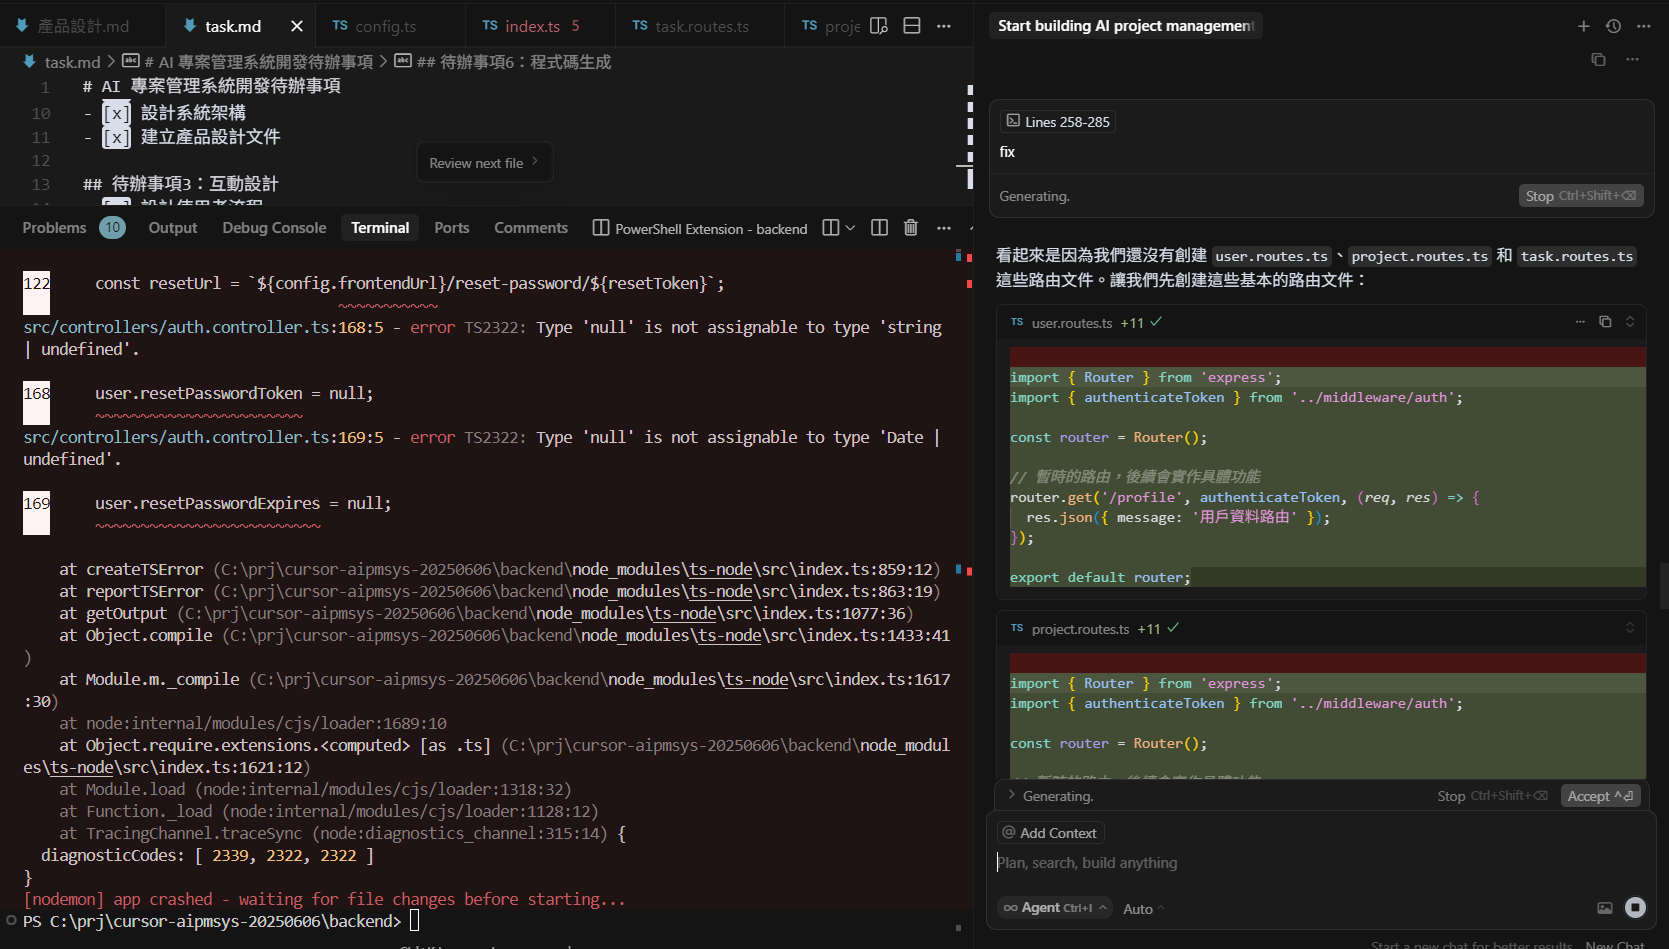 產品設計.md
task.md
TS config.ts
TS index.ts 5
TS task.routes.ts
TS proje
task.md > # AI 專案管理系統開發待辦事項 > ## 待辦事項6：程式碼生成
1 # AI 專案管理系統開發待辦事項
10 - [x] 設計系統架構
11 - [x] 建立產品設計文件
12
13 ## 待辦事項3：互動設計
Review next file
Problems 10 Output Debug Console Terminal Ports Comments PowerShell Extension - backend
122 const resetUrl = `${config.frontendUrl}/reset-password/${resetToken}`;
src/controllers/auth.controller.ts:168:5 - error TS2322: Type 'null' is not assignable to type 'string
| undefined'.
168 user.resetPasswordToken = null;
src/controllers/auth.controller.ts:169:5 - error TS2322: Type 'null' is not assignable to type 'Date |
undefined'.
169 user.resetPasswordExpires = null;
at createTSError (C:\prj\cursor-aipmsys-20250606\backend\node_modules\ts-node\src\index.ts:859:12)
at reportTSError (C:\prj\cursor-aipmsys-20250606\backend\node_modules\ts-node\src\index.ts:863:19)
at getOutput (C:\prj\cursor-aipmsys-20250606\backend\node_modules\ts-node\src\index.ts:1077:36)
at Object.compile (C:\prj\cursor-aipmsys-20250606\backend\node_modules\ts-node\src\index.ts:1433:41
)
at Module.m._compile (C:\prj\cursor-aipmsys-20250606\backend\node_modules\ts-node\src\index.ts:1617
:30)
at node:internal/modules/cjs/loader:1689:10
at Object.require.extensions.<computed> [as .ts] (C:\prj\cursor-aipmsys-20250606\backend\node_modul
es\ts-node\src\index.ts:1621:12)
at Module.load (node:internal/modules/cjs/loader:1318:32)
at Function._load (node:internal/modules/cjs/loader:1128:12)
at TracingChannel.traceSync (node:diagnostics_channel:315:14) {
diagnosticCodes: [ 2339, 2322, 2322 ]
}
[nodemon] app crashed - waiting for file changes before starting...
PS C:\prj\cursor-aipmsys-20250606\backend>
Start building AI project management
Lines 258-285
fix
Generating.
Stop Ctrl+Shift+⌫
看起來是因為我們還沒有創建 user.routes.ts、project.routes.ts 和 task.routes.ts
這些路由文件。讓我們先創建這些基本的路由文件：
TS user.routes.ts +11 ✓
import { Router } from 'express';
import { authenticateToken } from '../middleware/auth';
const router = Router();
// 暫時的路由，後續會實作具體功能
router.get('/profile', authenticateToken, (req, res) => {
res.json({ message: '用戶資料路由' });
});
export default router;
TS project.routes.ts +11 ✓
import { Router } from 'express';
import { authenticateToken } from '../middleware/auth';
const router = Router();
> Generating.
Stop Ctrl+Shift+⌫
Accept ^⏎
@ Add Context
Plan, search, build anything
∞ Agent Ctrl+I
Auto
Start a new chat for better results New Chat